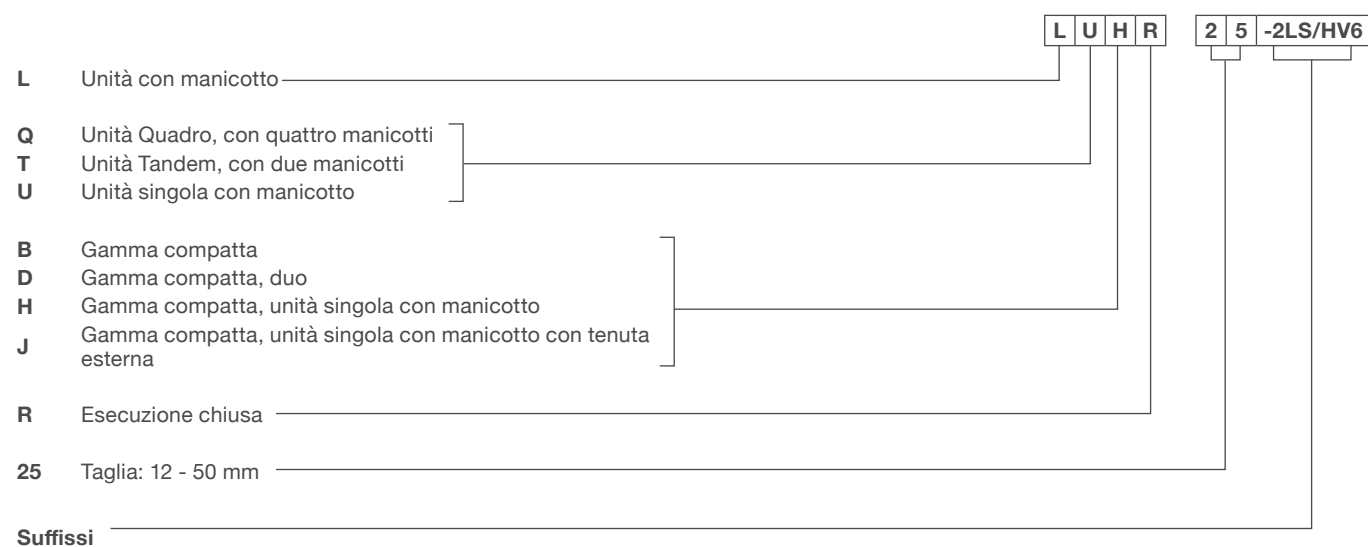 L U H R 2 5 -2LS/HV6
L Unità con manicotto
Q Unità Quadro, con quattro manicotti
T Unità Tandem, con due manicotti
U Unità singola con manicotto
B Gamma compatta
D Gamma compatta, duo
H Gamma compatta, unità singola con manicotto
J Gamma compatta, unità singola con manicotto con tenuta
esterna
R Esecuzione chiusa
25 Taglia: 12 - 50 mm
Suffissi